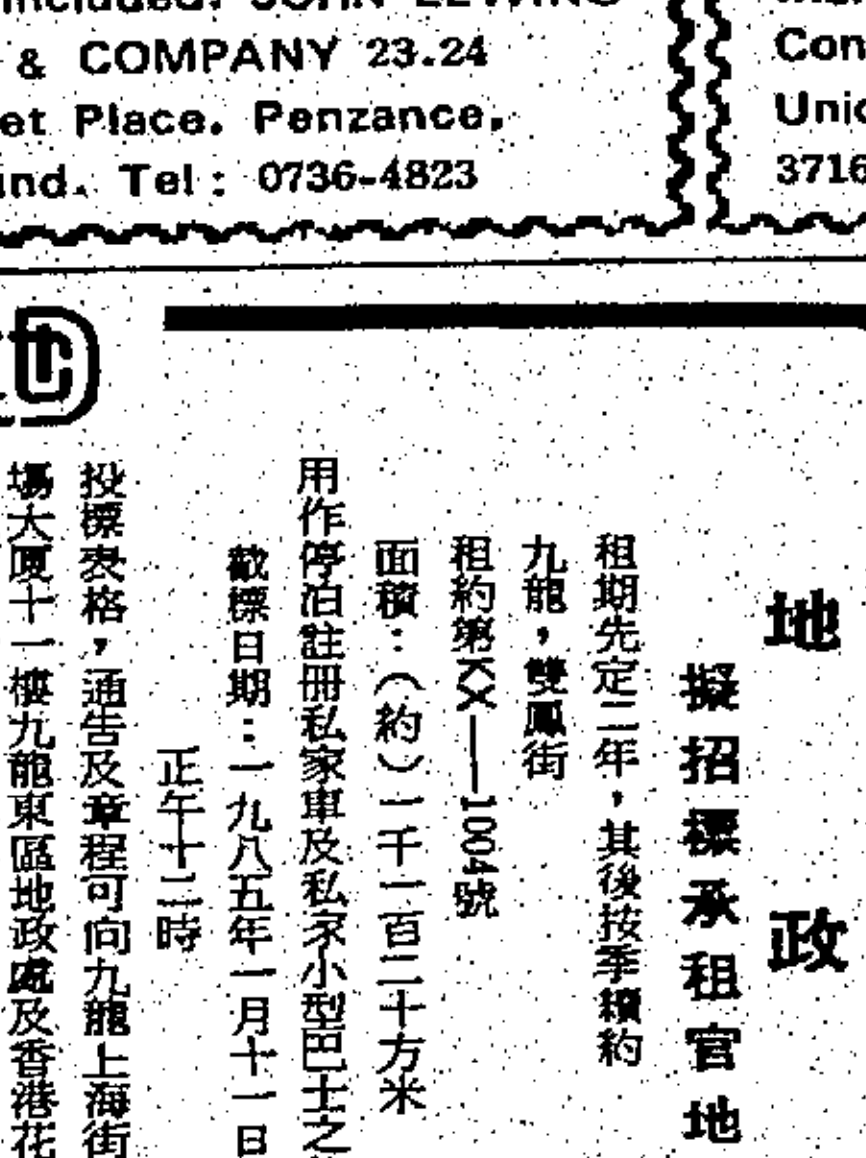 included. JOHN
& COMPANY 23.24
et Place. Penzance,
und. Tel: 0736-4823
Con
Unic
3716
地 政
擬招標承租官地
租期先定二年，其後按季續約
九龍，雙鳳街
租約第KX——1004號
面積：（約）一千一百二十方米
用作停泊註冊私家車及私家小型巴士之
截標日期：一九八五年一月十一日
正午十二時
投標表格，通告及章程可向九龍上海街
場大厦十一樓九龍東區地政處及香港花